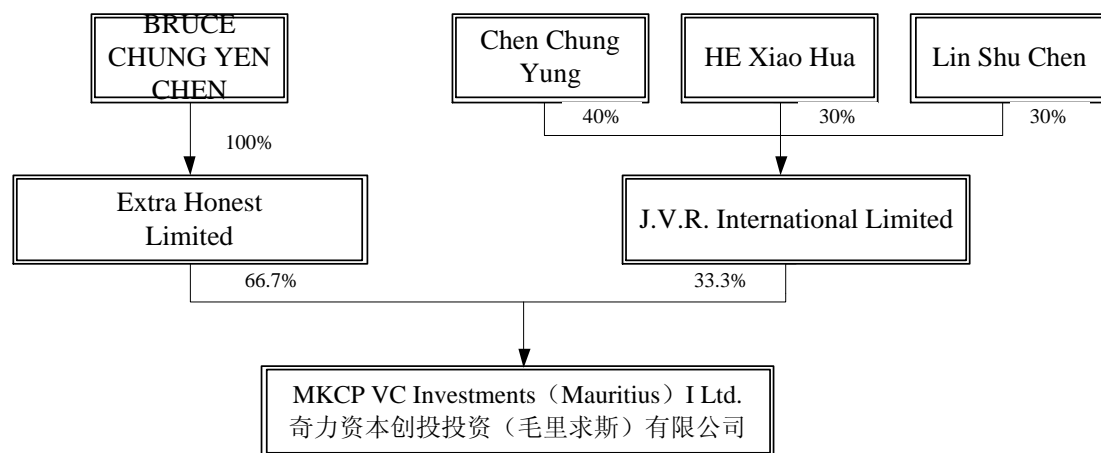 BRUCE
CHUNG YEN
CHEN
Chen Chung
Yung
HE Xiao Hua
Lin Shu Chen
40%
30%
30%
100%
Extra Honest
Limited
J.V.R. International Limited
66.7%
33.3%
MKCP VC Investments（Mauritius）I Ltd.
奇力资本创投投资（毛里求斯）有限公司